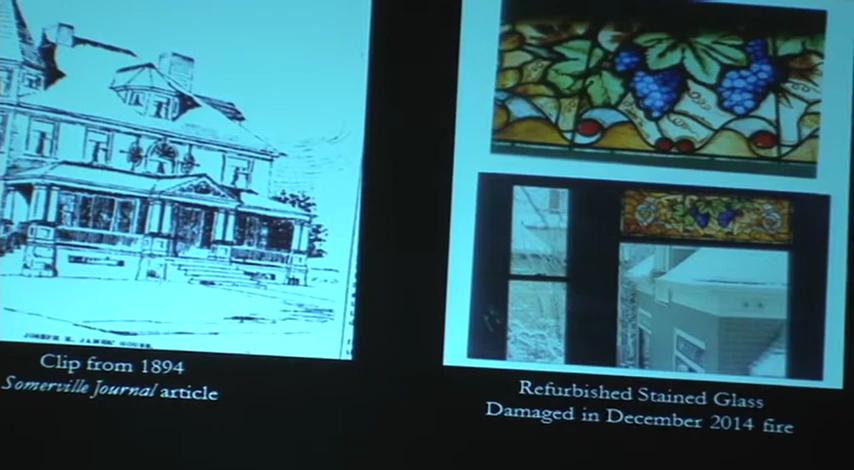 Clip from 1894
Somerville Journal article
Refurbished Stained Glass
Damaged in December 2014 fire